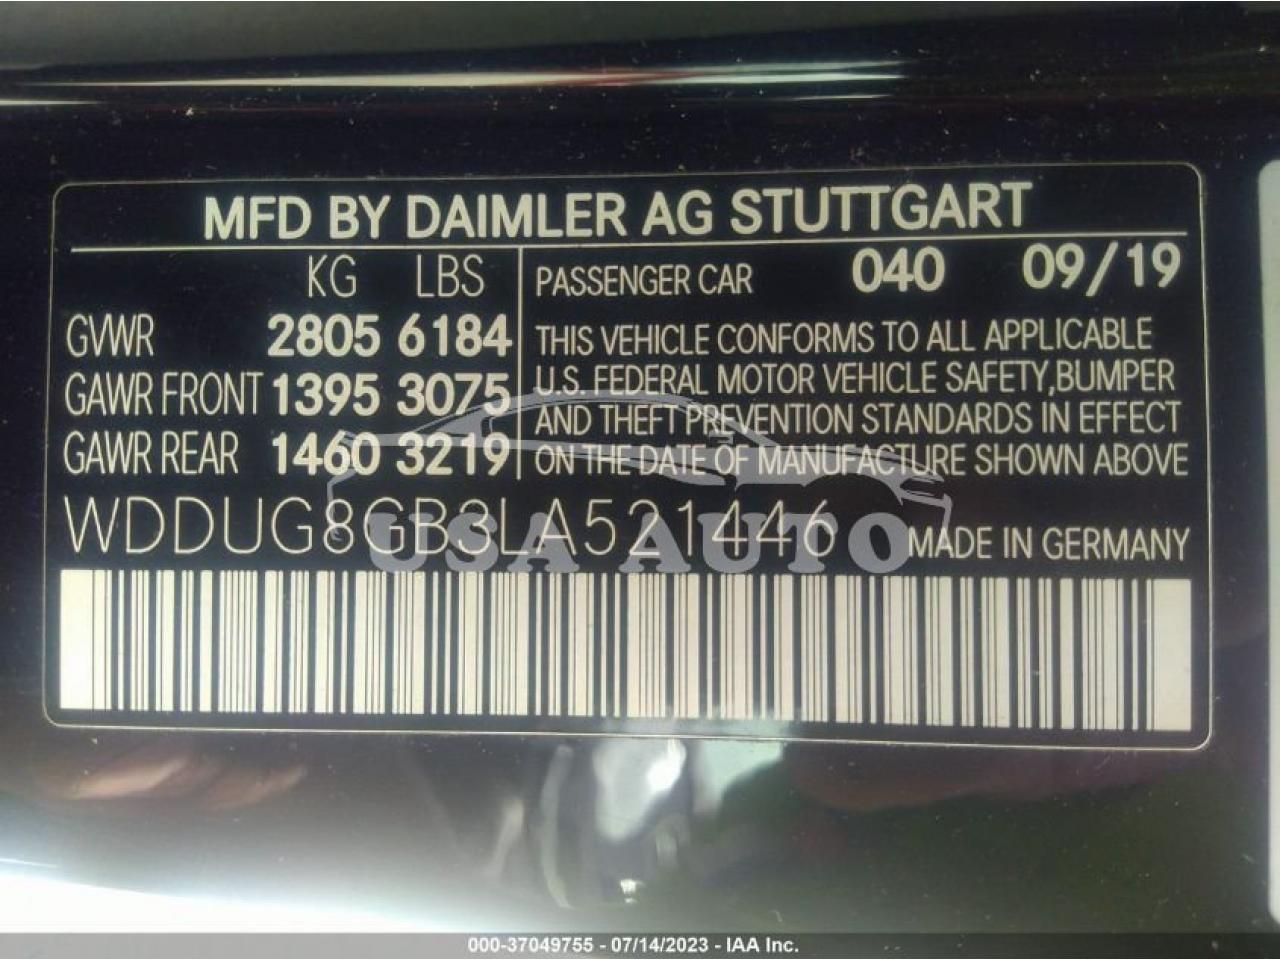 MFD BY DAIMLER AG STUTTGART
KG LBS
GVWR 2805 6184
GAWR FRONT 1395 3075
GAWR REAR 1460 3219
PASSENGER CAR 040 09/19
THIS VEHICLE CONFORMS TO ALL APPLICABLE
U.S. FEDERAL MOTOR VEHICLE SAFETY,BUMPER
AND THEFT PREVENTION STANDARDS IN EFFECT
ON THE DATE OF MANUFACTURE SHOWN ABOVE
WDDUG8GB3LA521446 MADE IN GERMANY
USA AUTO
000-37049755 - 07/14/2023 - IAA Inc.